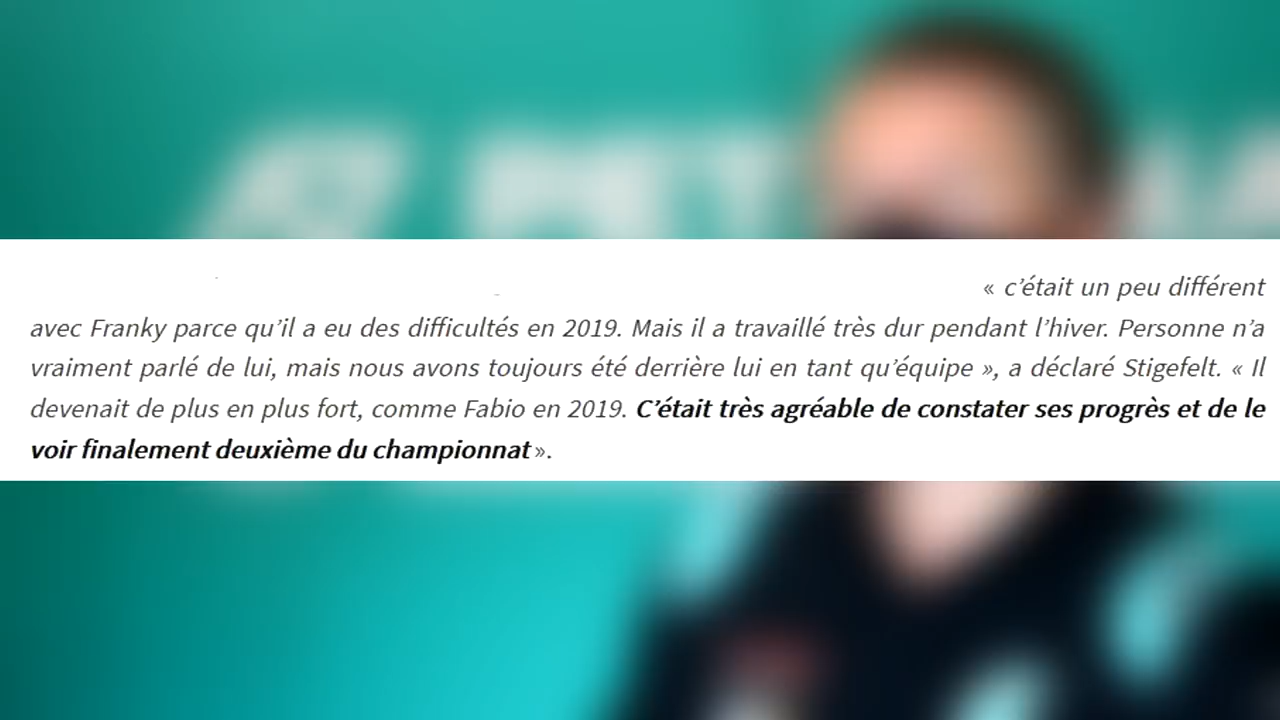 « c’était un peu différent
avec Franky parce qu’il a eu des difficultés en 2019. Mais il a travaillé très dur pendant l’hiver. Personne n’a
vraiment parlé de lui, mais nous avons toujours été derrière lui en tant qu’équipe », a déclaré Stigefelt. « Il
devenait de plus en plus fort, comme Fabio en 2019. C’était très agréable de constater ses progrès et de le
voir finalement deuxième du championnat ».